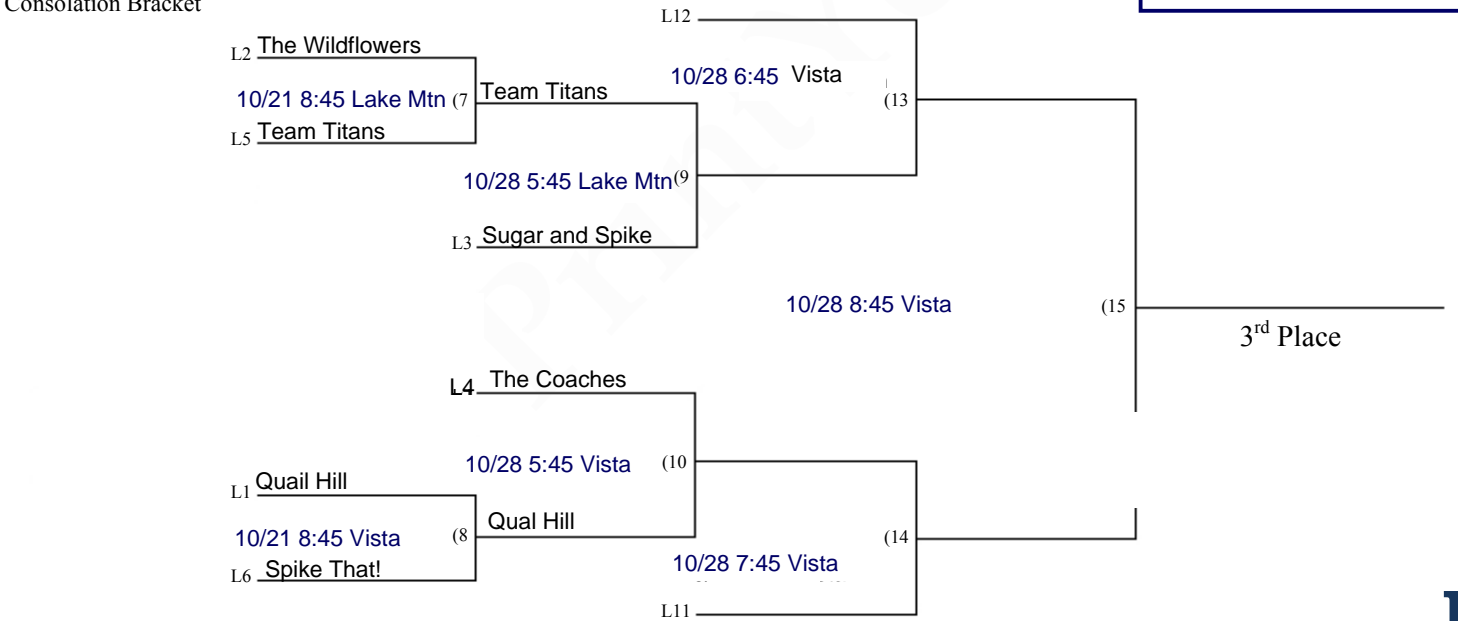 Consolation Bracket
L12
L2 The Wildflowers
10/28 6:45 Vista
10/21 8:45 Lake Mtn (7
Team Titans
(13
L5 Team Titans
10/28 5:45 Lake Mtn (9
L3 Sugar and Spike
10/28 8:45 Vista
(15
3rd Place
L4 The Coaches
10/28 5:45 Vista (10
L1 Quail Hill
10/21 8:45 Vista (8
Qual Hill
(14
10/28 7:45 Vista
L6 Spike That!
L11